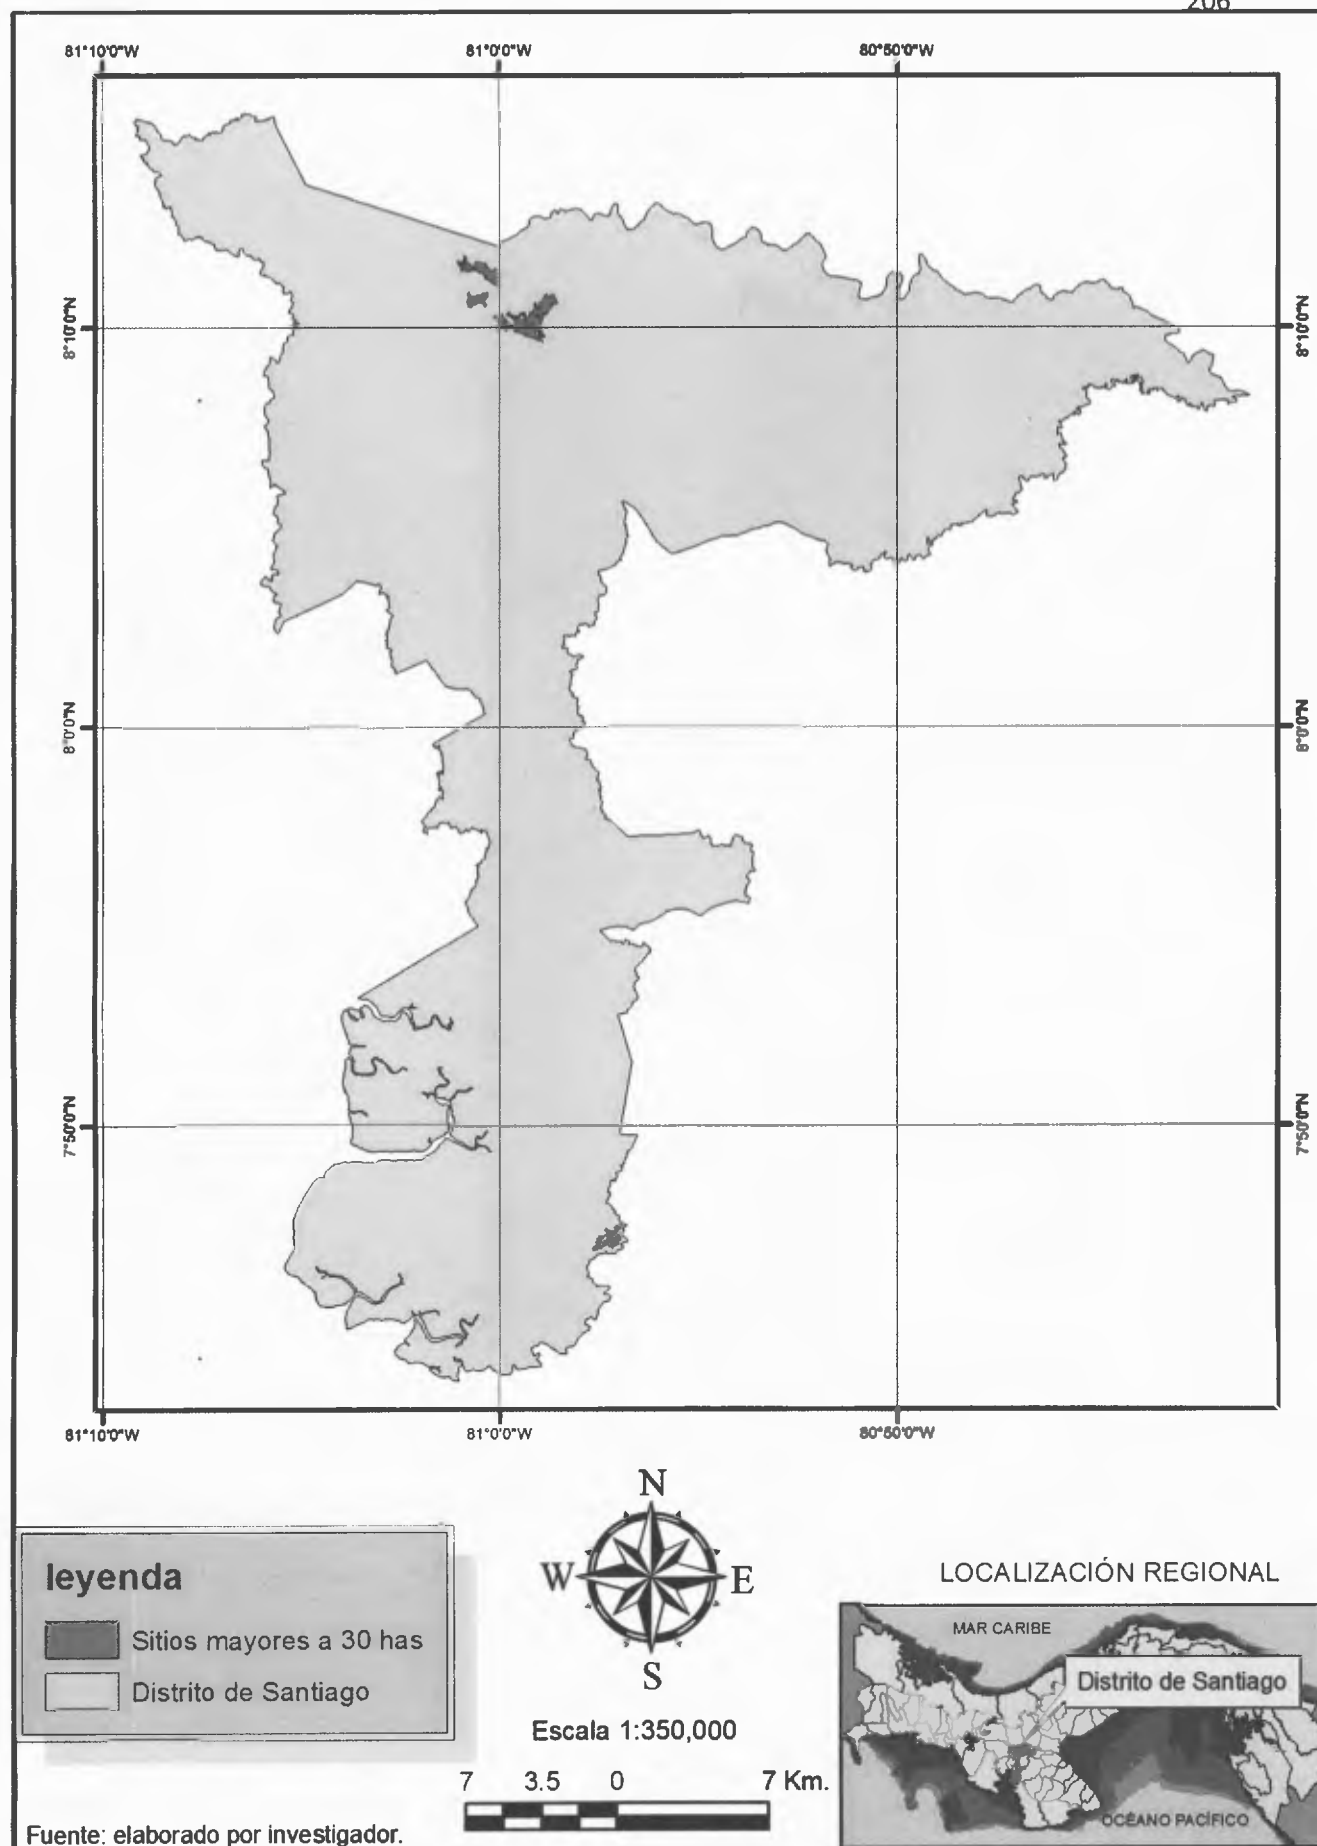 206
81°10'0"W 81°0'0"W 80°50'0"W
8°10'0"N 8°10'0"N
8°0'0"N 8°0'0"N
7°50'0"N 7°50'0"N
81°10'0"W 81°0'0"W 80°50'0"W
leyenda
Sitios mayores a 30 has
Distrito de Santiago
N
W E
S
Escala 1:350,000
7 3.5 0 7 Km.
Fuente: elaborado por investigador.
LOCALIZACIÓN REGIONAL
MAR CARIBE
Distrito de Santiago
OCÉANO PACÍFICO